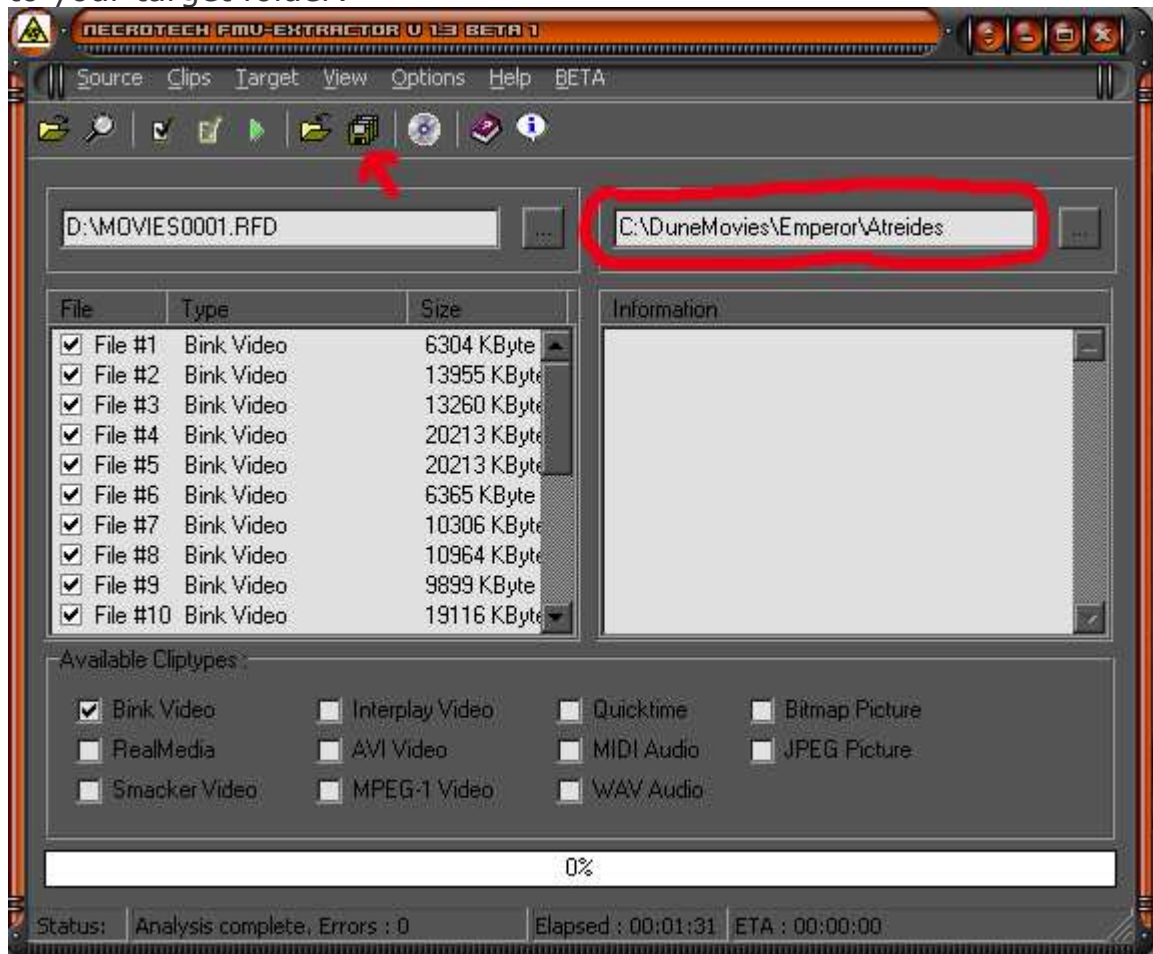 to your target folder.
NECROTECH FMV-EXTRACTOR V 1.3 BETA 1
Source Clips Target View Options Help BETA
D:\MOVIES0001.RFD ... C:\DuneMovies\Emperor\Atreides ...
File Type Size Information
File #1 Bink Video 6304 KByte
File #2 Bink Video 13955 KByte
File #3 Bink Video 13260 KByte
File #4 Bink Video 20213 KByte
File #5 Bink Video 20213 KByte
File #6 Bink Video 6365 KByte
File #7 Bink Video 10306 KByte
File #8 Bink Video 10964 KByte
File #9 Bink Video 9899 KByte
File #10 Bink Video 19116 KByte
Available Cliptypes :
Bink Video Interplay Video Quicktime Bitmap Picture
RealMedia AVI Video MIDI Audio JPEG Picture
Smacker Video MPEG-1 Video WAV Audio
0%
Status: Analysis complete, Errors : 0 Elapsed : 00:01:31 ETA : 00:00:00